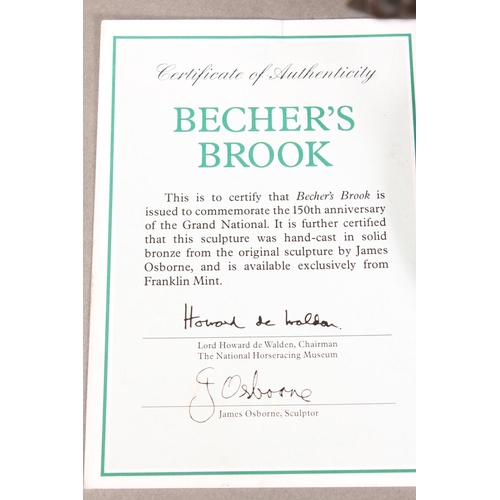 Certificate of Authenticity
BECHER'S
BROOK
This is to certify that Becher's Brook is
issued to commemorate the 150th anniversary
of the Grand National. It is further certified
that this sculpture was hand-cast in solid
bronze from the original sculpture by James
Osborne, and is available exclusively from
Franklin Mint.
Howard de Walden.
Lord Howard de Walden, Chairman
The National Horseracing Museum
J Osborne
James Osborne, Sculptor